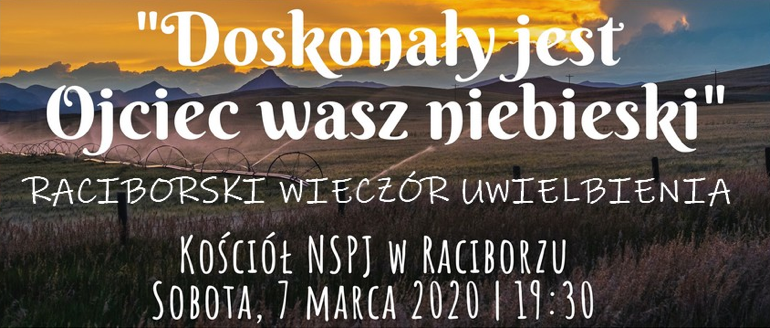 "Doskonały jest
Ojciec wasz niebieski"
RACIBORSKI WIECZÓR UWIELBIENIA
KOŚCIÓŁ NSPJ W RACIBORZU
SOBOTA, 7 MARCA 2020 | 19:30